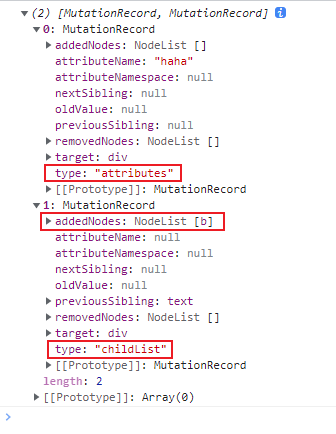 ▼ (2) [MutationRecord, MutationRecord] i
▼ 0: MutationRecord
▶ addedNodes: NodeList []
attributeName: "haha"
attributeNamespace: null
nextSibling: null
oldValue: null
previousSibling: null
▶ removedNodes: NodeList []
▶ target: div
type: "attributes"
▶ [[Prototype]]: MutationRecord
▼ 1: MutationRecord
▶ addedNodes: NodeList [b]
attributeName: null
attributeNamespace: null
nextSibling: null
oldValue: null
▶ previousSibling: text
▶ removedNodes: NodeList []
▶ target: div
type: "childList"
▶ [[Prototype]]: MutationRecord
length: 2
▶ [[Prototype]]: Array(0)
>